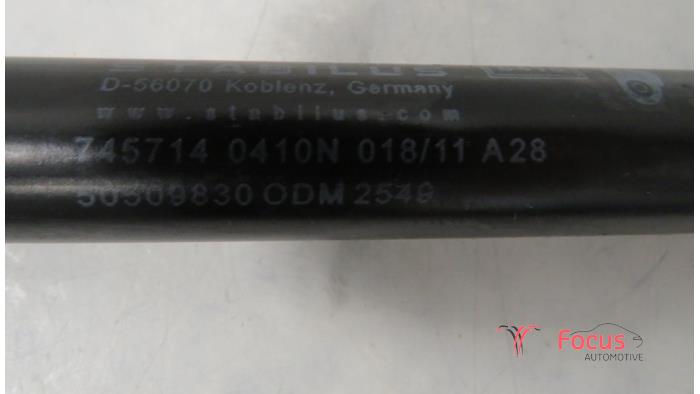 STABILUS
D-56070 Koblenz, Germany
www.stabilus.com
745714 0410N 018/11 A28
50509830 ODM 2549
Focus
AUTOMOTIVE